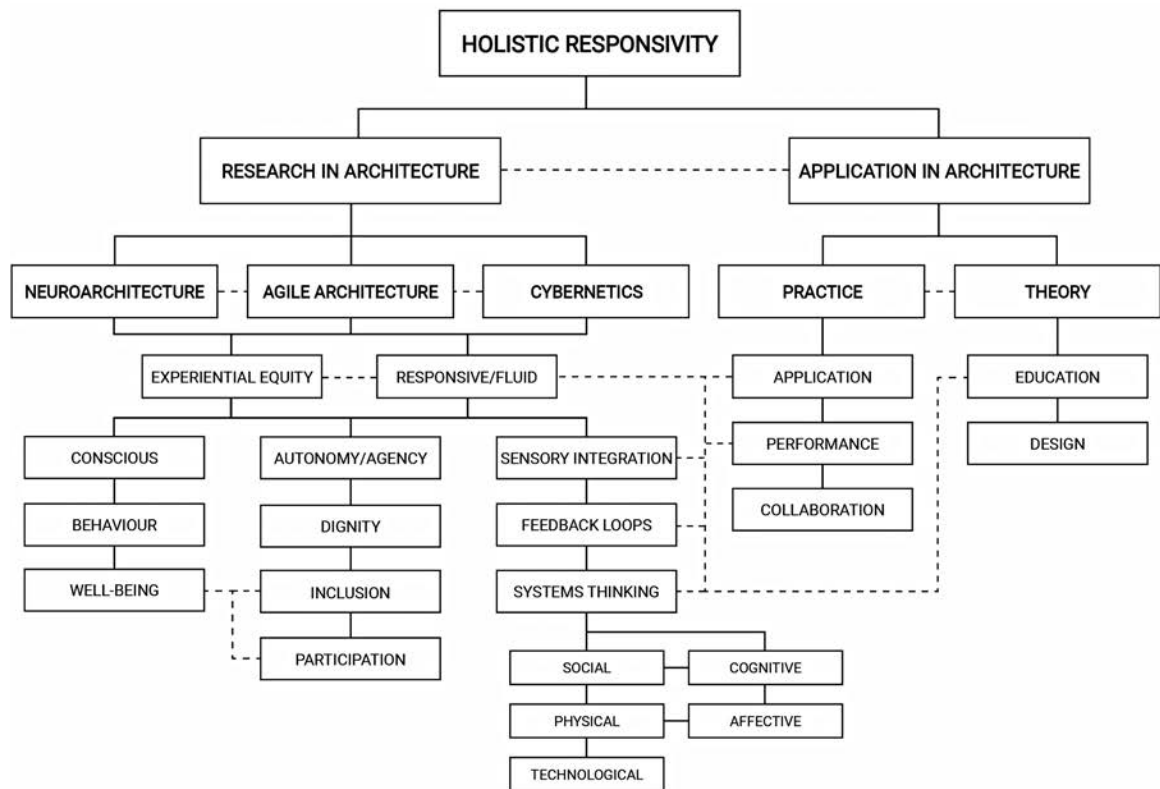 HOLISTIC RESPONSIVITY
RESEARCH IN ARCHITECTURE
APPLICATION IN ARCHITECTURE
NEUROARCHITECTURE
AGILE ARCHITECTURE
CYBERNETICS
PRACTICE
THEORY
EXPERIENTIAL EQUITY
RESPONSIVE/FLUID
APPLICATION
EDUCATION
CONSCIOUS
AUTONOMY/AGENCY
SENSORY INTEGRATION
PERFORMANCE
DESIGN
BEHAVIOUR
DIGNITY
FEEDBACK LOOPS
COLLABORATION
WELL-BEING
INCLUSION
SYSTEMS THINKING
PARTICIPATION
SOCIAL
COGNITIVE
PHYSICAL
AFFECTIVE
TECHNOLOGICAL